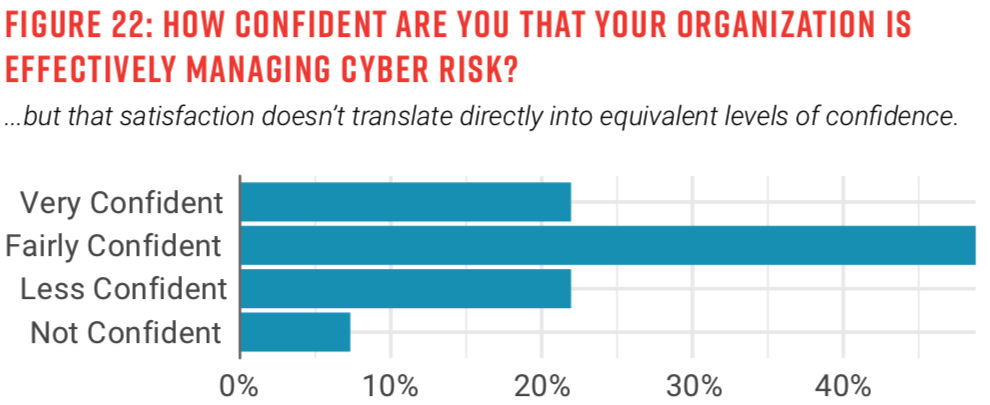 FIGURE 22: HOW CONFIDENT ARE YOU THAT YOUR ORGANIZATION IS
EFFECTIVELY MANAGING CYBER RISK?
...but that satisfaction doesn’t translate directly into equivalent levels of confidence.
Very Confident
Fairly Confident
Less Confident
Not Confident
0% 10% 20% 30% 40%